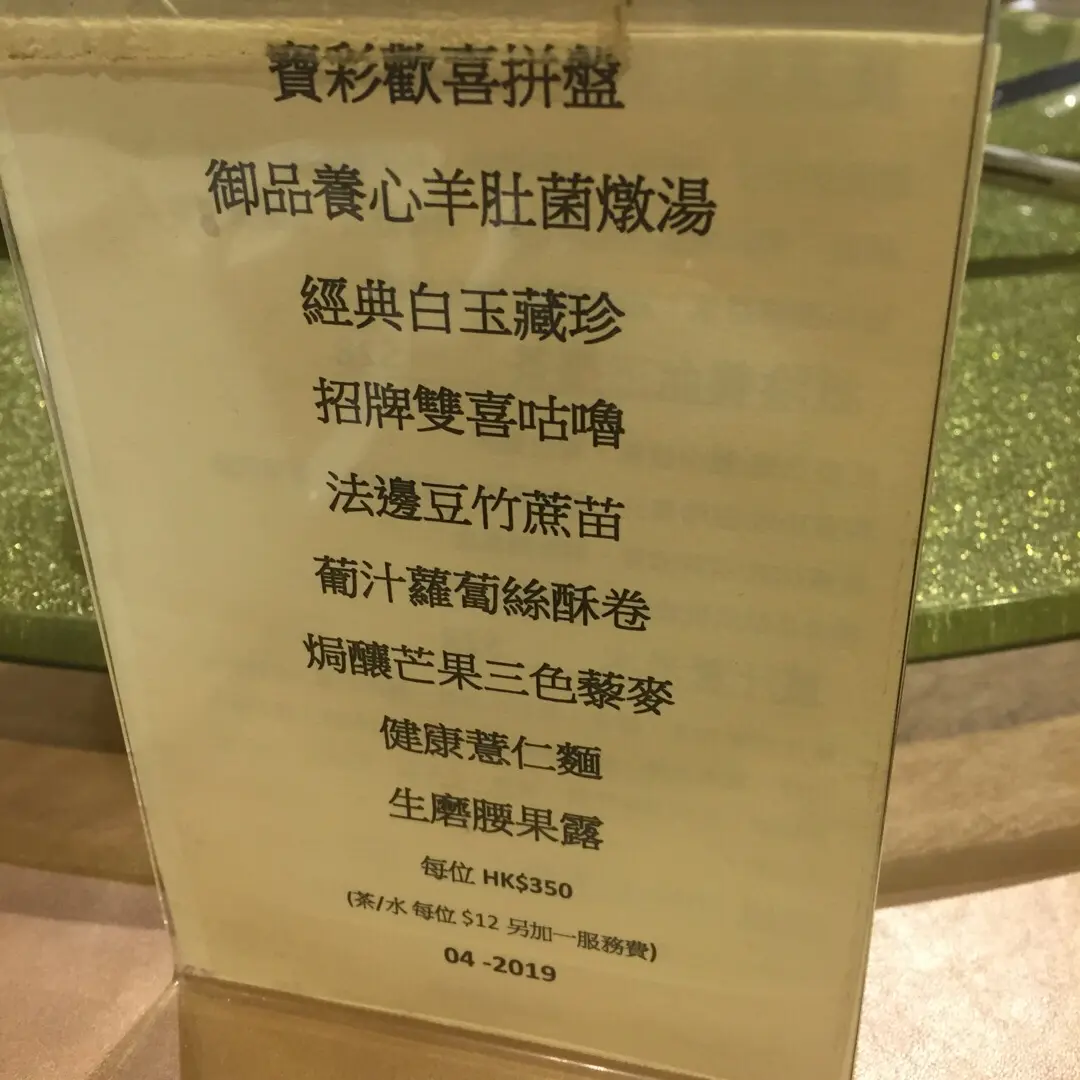 寶彩歡喜拼盤
御品養心羊肚菌燉湯
經典白玉藏珍
招牌雙喜咕嚕
法邊豆竹蔗苗
葡汁蘿蔔絲酥卷
焗釀芒果三色藜麥
健康薏仁麵
生磨腰果露
每位 HK$350
(茶/水 每位 $12 另加一服務費)
04 -2019